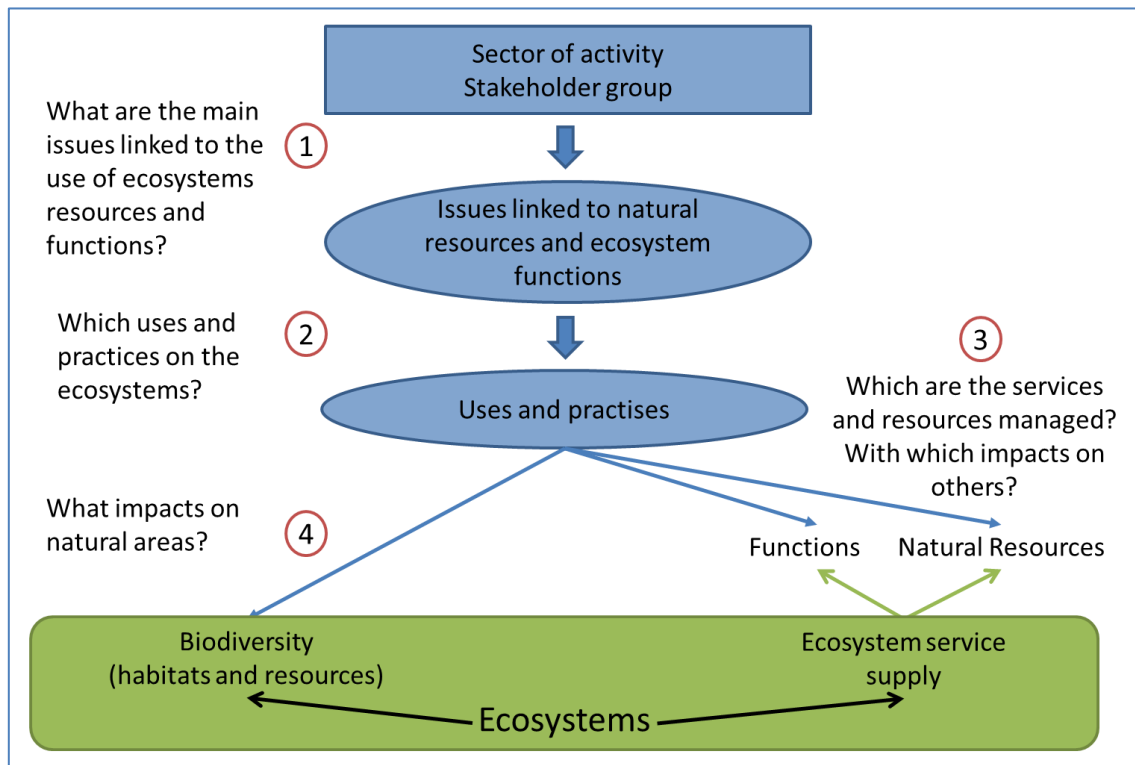 Sector of activity
Stakeholder group
What are the main
issues linked to the
use of ecosystems
resources and
functions?
1
Issues linked to natural
resources and ecosystem
functions
Which uses and
practices on the
ecosystems?
2
3
Which are the services
and resources managed?
With which impacts on
others?
Uses and practises
What impacts on
natural areas?
4
Functions
Natural Resources
Biodiversity
(habitats and resources)
Ecosystem service
supply
Ecosystems